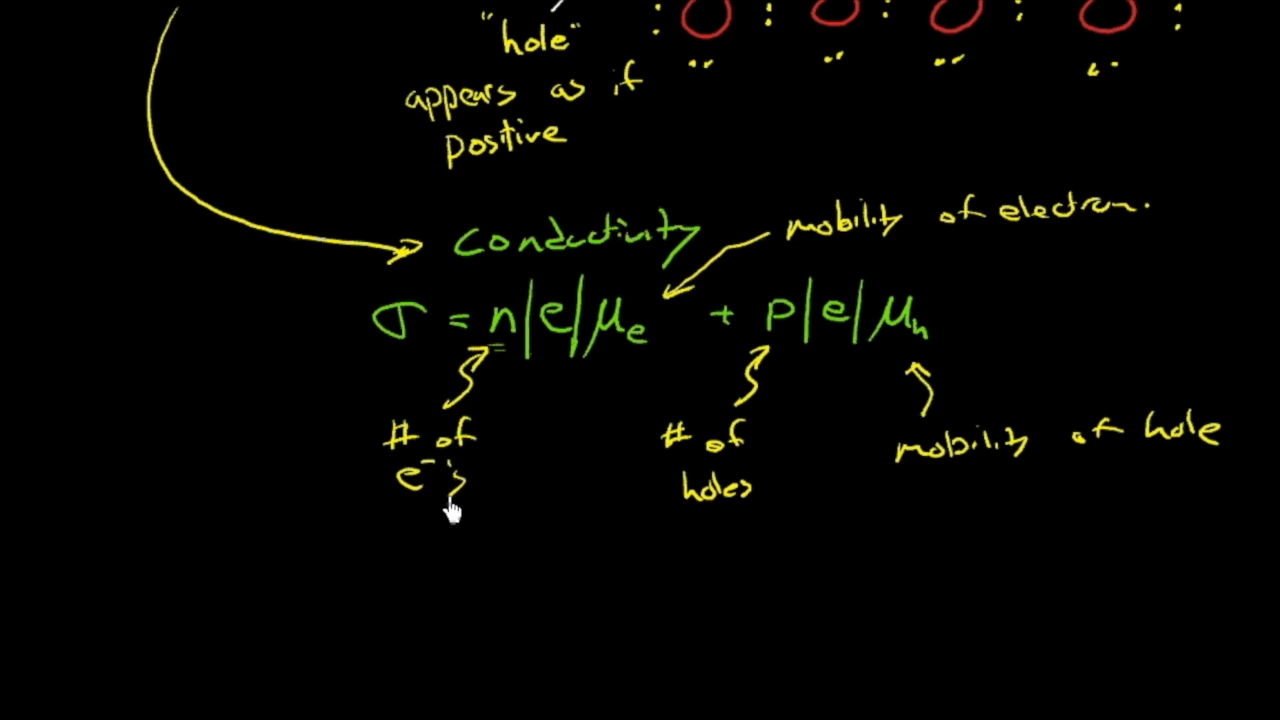 "hole"
appears as if
positive
mobility of electron.
conductivity
σ = n|e|μe + p|e|μh
# of
e⁻'s
# of
holes
mobility of hole